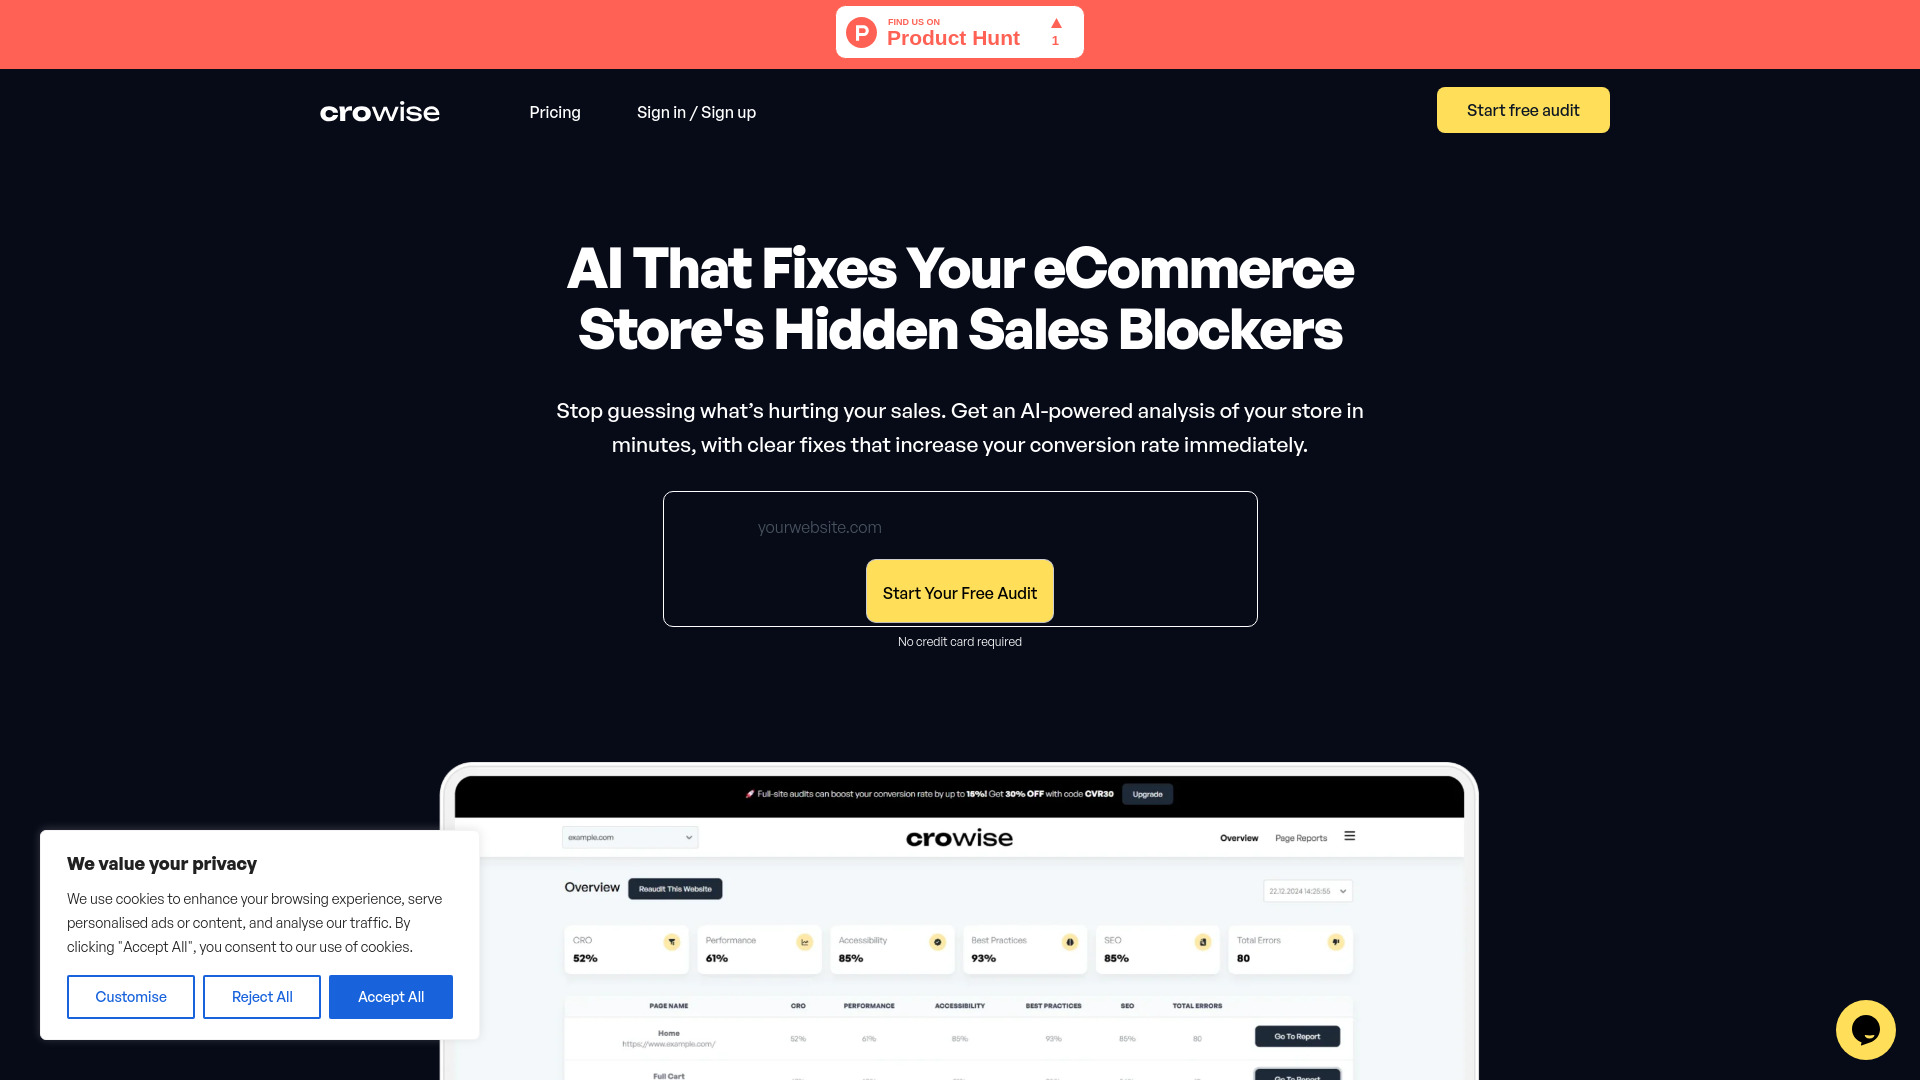 FIND US ON
Product Hunt
1
crowise
Pricing
Sign in / Sign up
Start free audit
AI That Fixes Your eCommerce
Store's Hidden Sales Blockers
Stop guessing what’s hurting your sales. Get an AI-powered analysis of your store in
minutes, with clear fixes that increase your conversion rate immediately.
yourwebsite.com
Start Your Free Audit
No credit card required
🚀 Full-site audits can boost your conversion rate by up to 15%! Get 30% OFF with code CVR30
Upgrade
example.com
crowise
Overview
Page Reports
Overview
Reaudit This Website
22.12.2024 14:25:55
CRO
52%
Performance
61%
Accessibility
85%
Best Practices
93%
SEO
85%
Total Errors
80
PAGE NAME CRO PERFORMANCE ACCESSIBILITY BEST PRACTICES SEO TOTAL ERRORS
Home
https://www.example.com/
52% 61% 85% 93% 85% 80
Go To Report
Full Cart
Go To Report
We value your privacy
We use cookies to enhance your browsing experience, serve
personalised ads or content, and analyse our traffic. By
clicking "Accept All", you consent to our use of cookies.
Customise
Reject All
Accept All